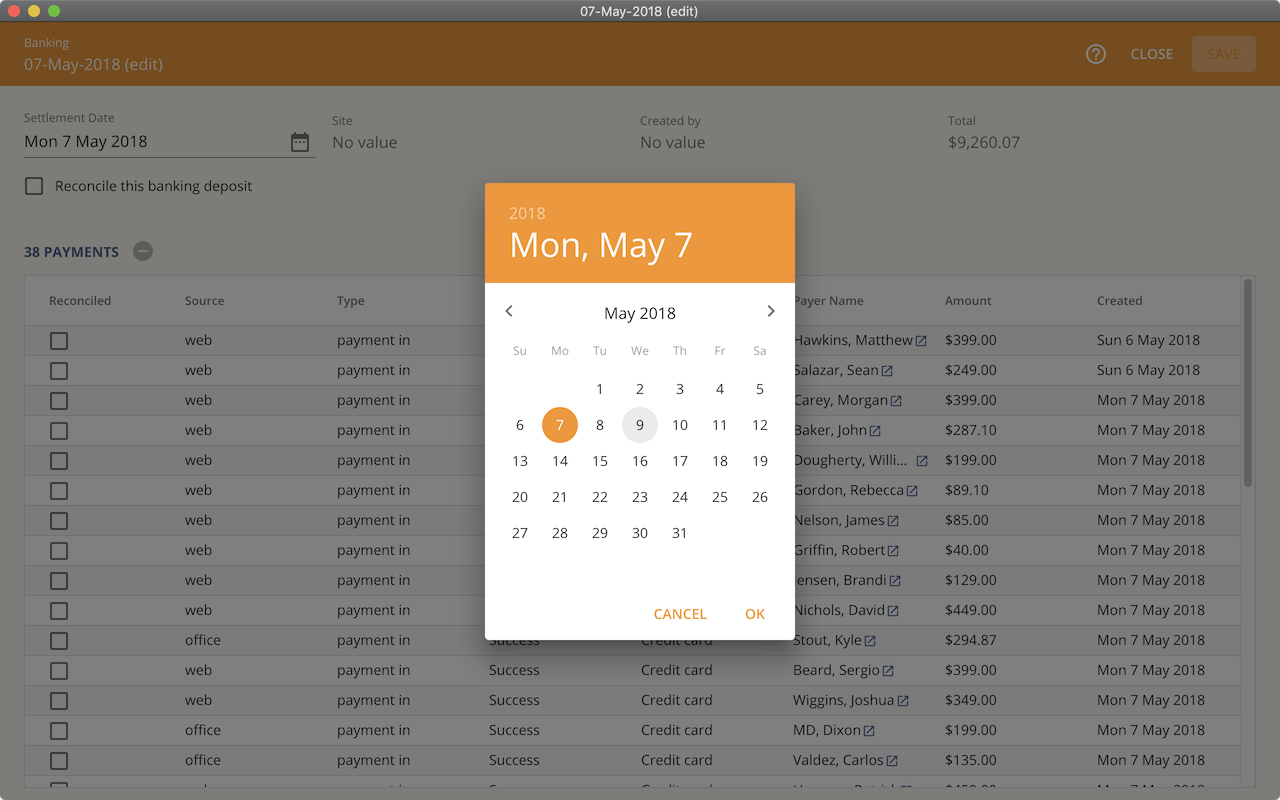 07-May-2018 (edit)
Banking
07-May-2018 (edit)
CLOSE SAVE
Settlement Date Site Created by Total
Mon 7 May 2018 No value No value $9,260.07
Reconcile this banking deposit
38 PAYMENTS
2018
Mon, May 7
May 2018
Su Mo Tu We Th Fr Sa
1 2 3 4 5
6 7 8 9 10 11 12
13 14 15 16 17 18 19
20 21 22 23 24 25 26
27 28 29 30 31
CANCEL OK
Reconciled Source Type Payer Name Amount Created
web payment in Hawkins, Matthew $399.00 Sun 6 May 2018
web payment in Salazar, Sean $249.00 Sun 6 May 2018
web payment in Carey, Morgan $399.00 Mon 7 May 2018
web payment in Baker, John $287.10 Mon 7 May 2018
web payment in Dougherty, Willi... $199.00 Mon 7 May 2018
web payment in Gordon, Rebecca $89.10 Mon 7 May 2018
web payment in Nelson, James $85.00 Mon 7 May 2018
web payment in Griffin, Robert $40.00 Mon 7 May 2018
web payment in Jensen, Brandi $129.00 Mon 7 May 2018
web payment in Nichols, David $449.00 Mon 7 May 2018
office payment in Success Credit card Stout, Kyle $294.87 Mon 7 May 2018
web payment in Success Credit card Beard, Sergio $399.00 Mon 7 May 2018
web payment in Success Credit card Wiggins, Joshua $349.00 Mon 7 May 2018
office payment in Success Credit card MD, Dixon $199.00 Mon 7 May 2018
office payment in Success Credit card Valdez, Carlos $135.00 Mon 7 May 2018